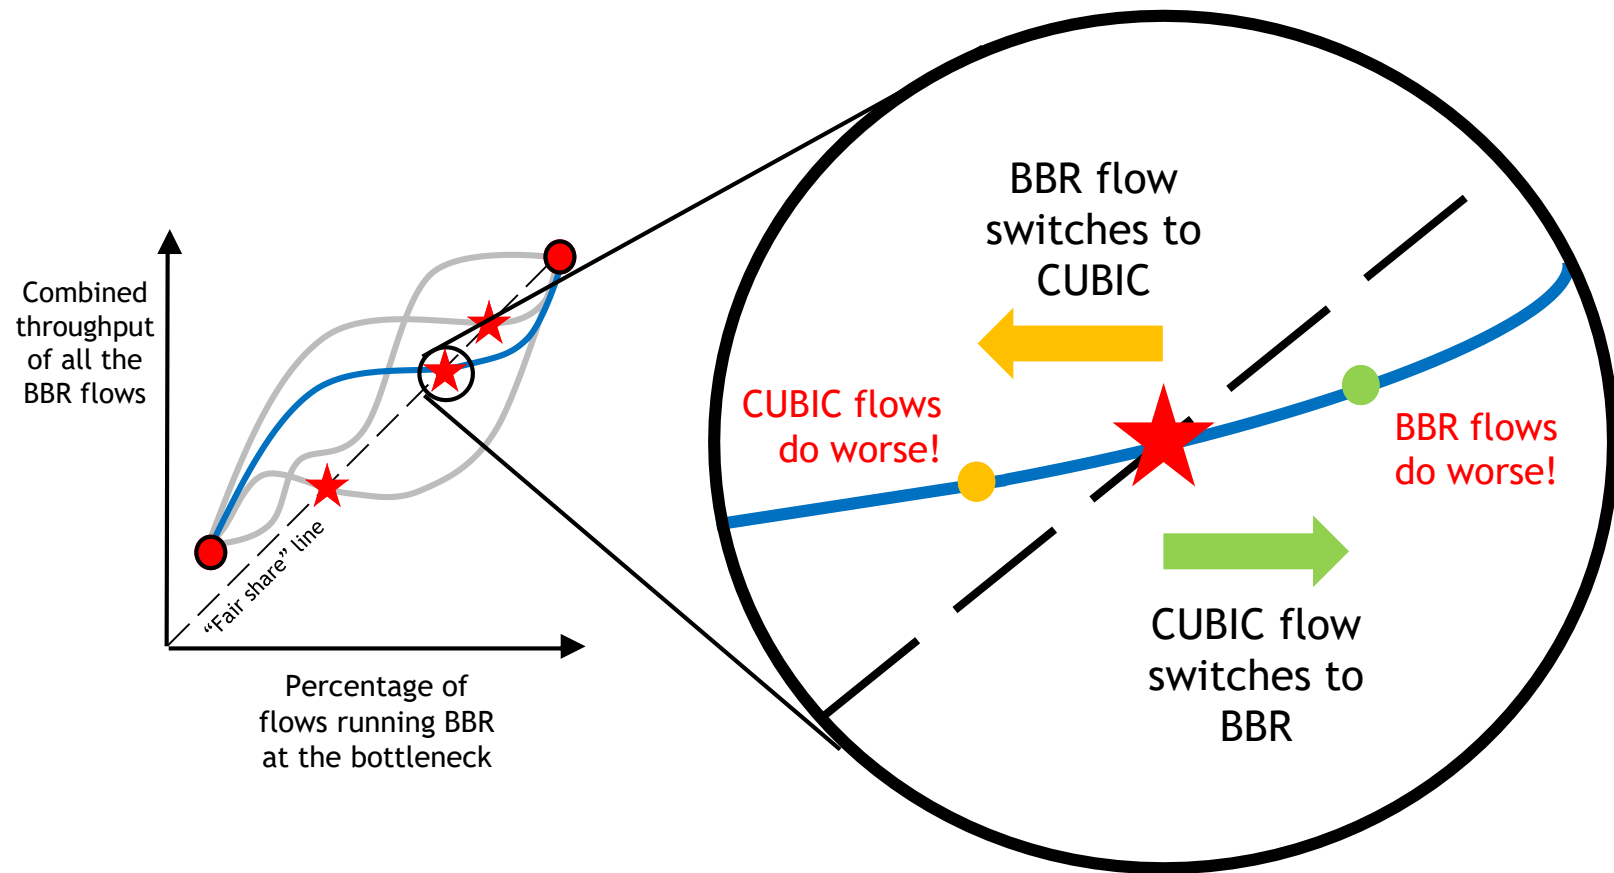 Combined
throughput
of all the
BBR flows
"Fair share" line
Percentage of
flows running BBR
at the bottleneck
BBR flow
switches to
CUBIC
CUBIC flows
do worse!
BBR flows
do worse!
CUBIC flow
switches to
BBR